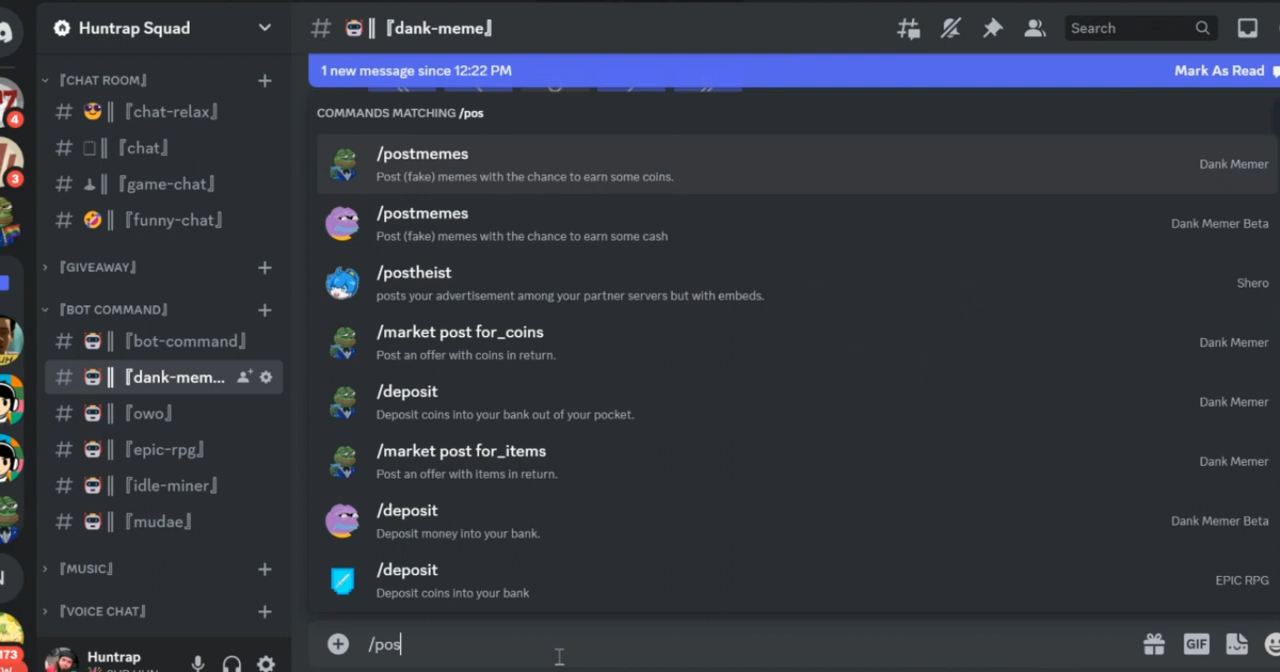 Huntrap Squad
『CHAT ROOM』
4
『chat-relax』
『chat』
3
『game-chat』
『funny-chat』
『GIVEAWAY』
『BOT COMMAND』
『bot-command』
『dank-mem...
『owo』
『epic-rpg』
『idle-miner』
『mudae』
『MUSIC』
『VOICE CHAT』
173
Huntrap
『dank-meme』
Search
1 new message since 12:22 PM
Mark As Read
COMMANDS MATCHING /pos
/postmemes
Post (fake) memes with the chance to earn some coins.
Dank Memer
/postmemes
Post (fake) memes with the chance to earn some cash
Dank Memer Beta
/postheist
posts your advertisement among your partner servers but with embeds.
Shero
/market post for_coins
Post an offer with coins in return.
Dank Memer
/deposit
Deposit coins into your bank out of your pocket.
Dank Memer
/market post for_items
Post an offer with items in return.
Dank Memer
/deposit
Deposit money into your bank.
Dank Memer Beta
/deposit
Deposit coins into your bank
EPIC RPG
/pos
GIF